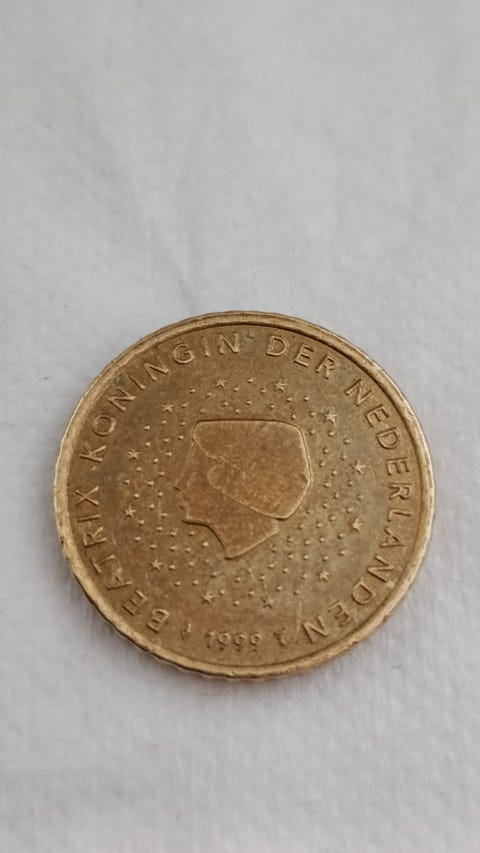 BEATRIX KONINGIN DER NEDERLANDEN
1999